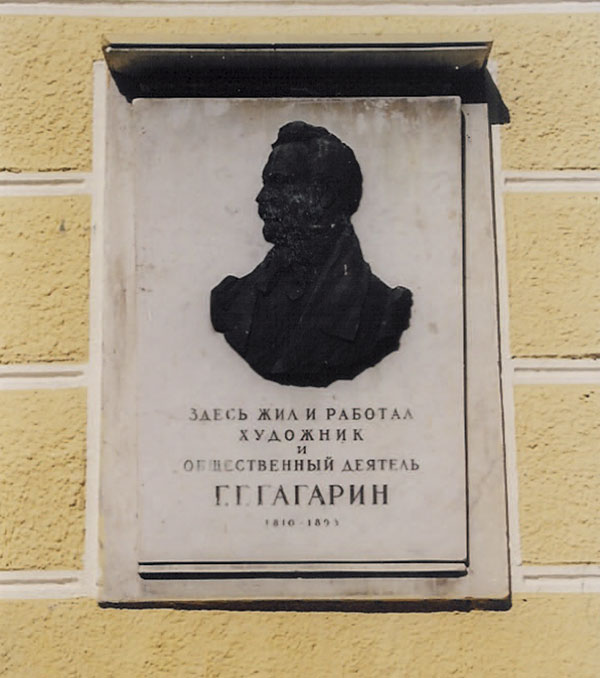 ЗДЕСЬ ЖИЛ И РАБОТАЛ
ХУДОЖНИК
И
ОБЩЕСТВЕННЫЙ ДЕЯТЕЛЬ
Г.Г.ГАГАРИН
1810-1893